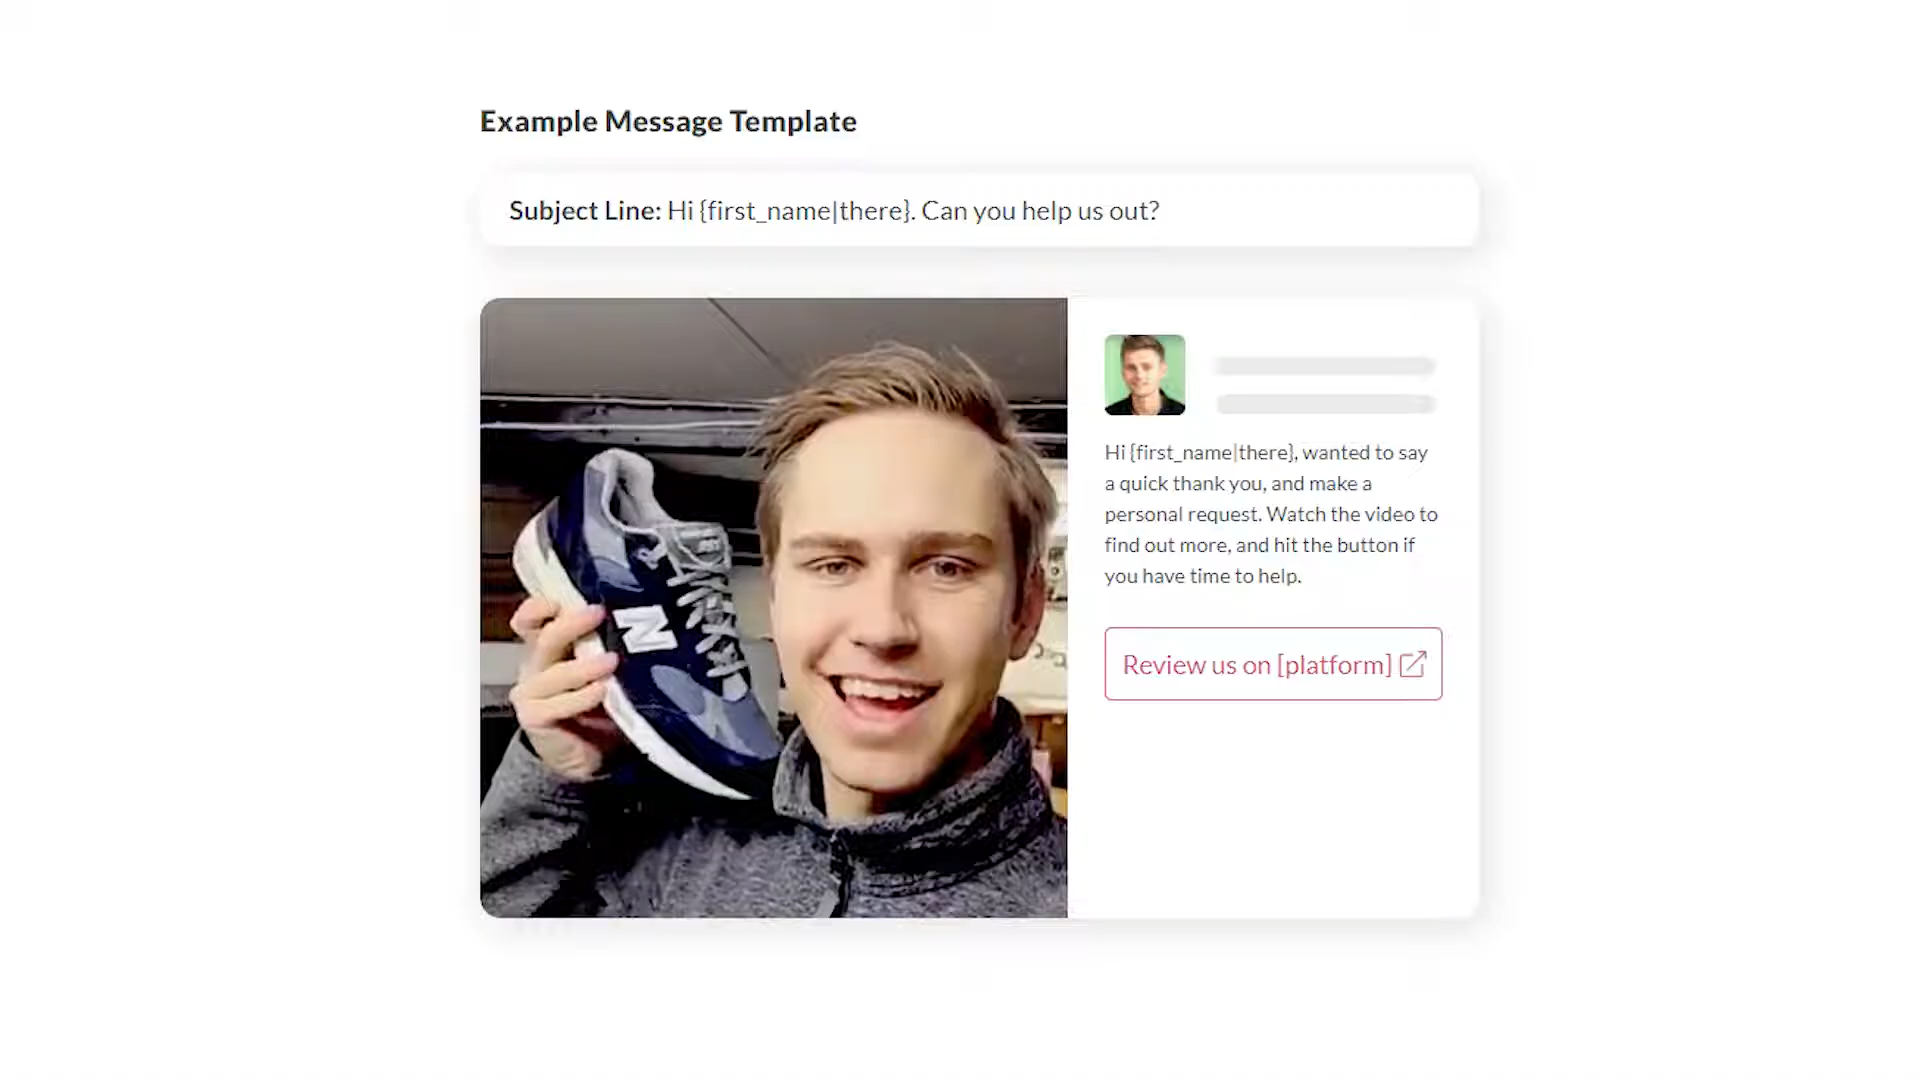 Example Message Template
Subject Line: Hi {first_name|there}. Can you help us out?
N
Hi {first_name|there}, wanted to say
a quick thank you, and make a
personal request. Watch the video to
find out more, and hit the button if
you have time to help.
Review us on [platform]